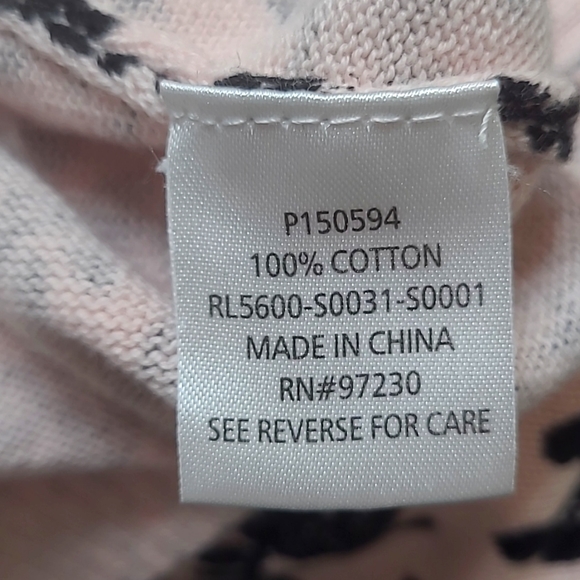 P150594
100% COTTON
RL5600-S0031-S0001
MADE IN CHINA
RN#97230
SEE REVERSE FOR CARE